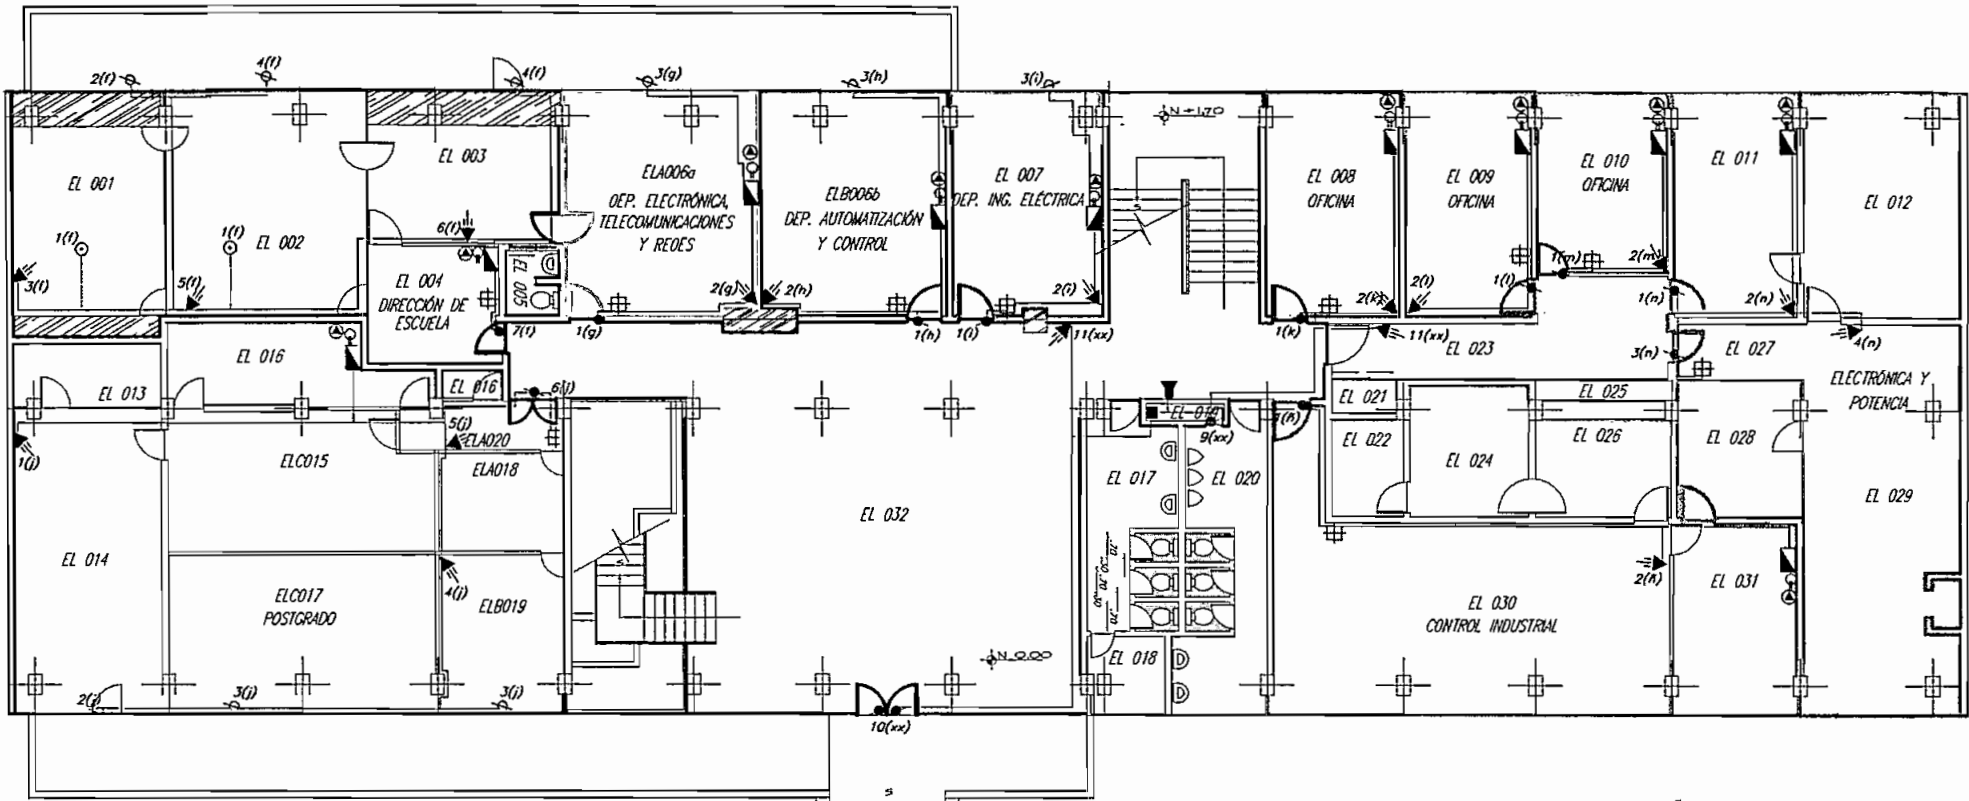 2(f)
4(f)
4(f)
3(g)
3(h)
3(i)
N +1,70
EL 001
EL 002
EL 003
ELA006a
DEP. ELECTRÓNICA,
TELECOMUNICACIONES
Y REDES
ELB006b
DEP. AUTOMATIZACIÓN
Y CONTROL
EL 007
DEP. ING. ELÉCTRICA
EL 008
OFICINA
EL 009
OFICINA
EL 010
OFICINA
EL 011
EL 012
1(f)
1(f)
6(f)
3(f)
5(f)
EL 004
DIRECCIÓN DE
ESCUELA
EL 005
7(f)
1(g)
2(g)
2(h)
1(h)
1(i)
2(i)
11(xx)
1(k)
2(k)
2(l)
1(l)
1(m)
2(m)
1(n)
2(n)
11(xx)
3(n)
4(n)
EL 013
EL 016
EL 016
6(j)
EL 023
EL 027
ELECTRÓNICA Y
POTENCIA
EL 021
EL 025
EL 022
EL 024
EL 026
EL 028
EL 029
1(j)
5(j)
ELA020
ELC015
ELA018
9(xx)
EL 017
EL 020
EL 032
EL 014
ELC017
POSTGRADO
4(j)
ELB019
2(ñ)
EL 030
CONTROL INDUSTRIAL
EL 031
EL 018
N 0.00
2(j)
3(j)
3(j)
10(xx)
s